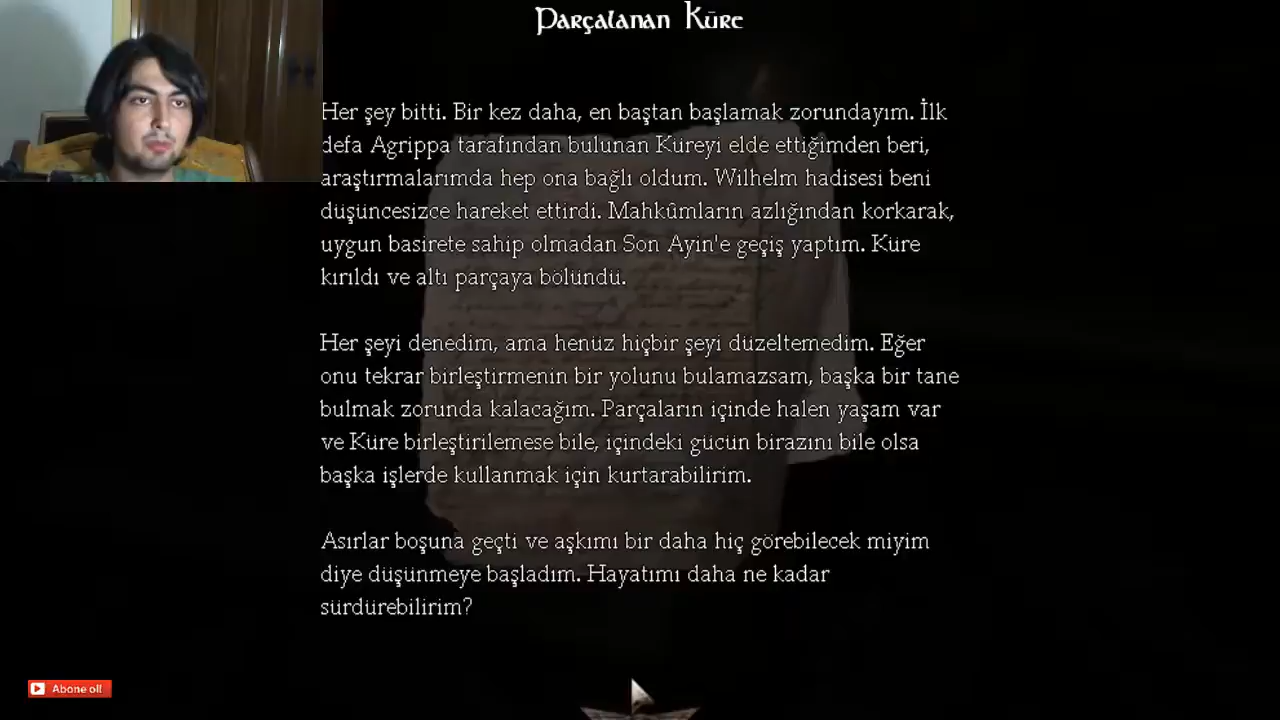 Parçalanan Küre
Her şey bitti. Bir kez daha, en baştan başlamak zorundayım. İlk
defa Agrippa tarafından bulunan Küreyi elde ettiğimden beri,
araştırmalarımda hep ona bağlı oldum. Wilhelm hadisesi beni
düşüncesizce hareket ettirdi. Mahkûmların azlığından korkarak,
uygun basirete sahip olmadan Son Ayin'e geçiş yaptım. Küre
kırıldı ve altı parçaya bölündü.
Her şeyi denedim, ama henüz hiçbir şeyi düzeltemedim. Eğer
onu tekrar birleştirmenin bir yolunu bulamazsam, başka bir tane
bulmak zorunda kalacağım. Parçaların içinde halen yaşam var
ve Küre birleştirilemese bile, içindeki gücün birazını bile olsa
başka işlerde kullanmak için kurtarabilirim.
Asırlar boşuna geçti ve aşkımı bir daha hiç görebilecek miyim
diye düşünmeye başladım. Hayatımı daha ne kadar
sürdürebilirim?
Abone ol!